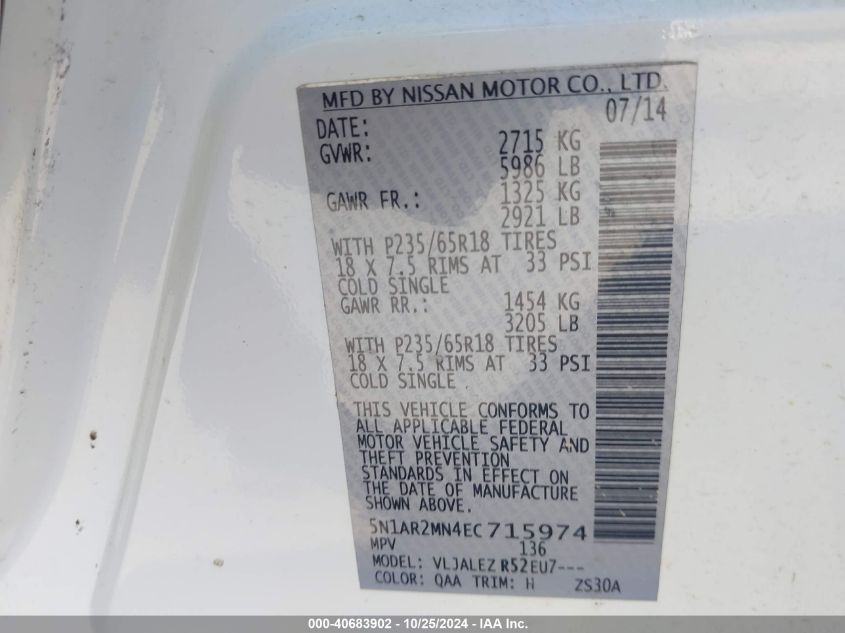 MFD BY NISSAN MOTOR CO., LTD.
DATE: 07/14
GVWR: 2715 KG
5986 LB
GAWR FR.: 1325 KG
2921 LB
WITH P235/65R18 TIRES
18 X 7.5 RIMS AT 33 PSI
COLD SINGLE
GAWR RR.: 1454 KG
3205 LB
WITH P235/65R18 TIRES
18 X 7.5 RIMS AT 33 PSI
COLD SINGLE
THIS VEHICLE CONFORMS TO
ALL APPLICABLE FEDERAL
MOTOR VEHICLE SAFETY AND
THEFT PREVENTION
STANDARDS IN EFFECT ON
THE DATE OF MANUFACTURE
SHOWN ABOVE.
5N1AR2MN4EC715974
MPV 136
MODEL: VLJALEZ R52EU7---
COLOR: QAA TRIM: H ZS30A
000-40683902 - 10/25/2024 - IAA Inc.